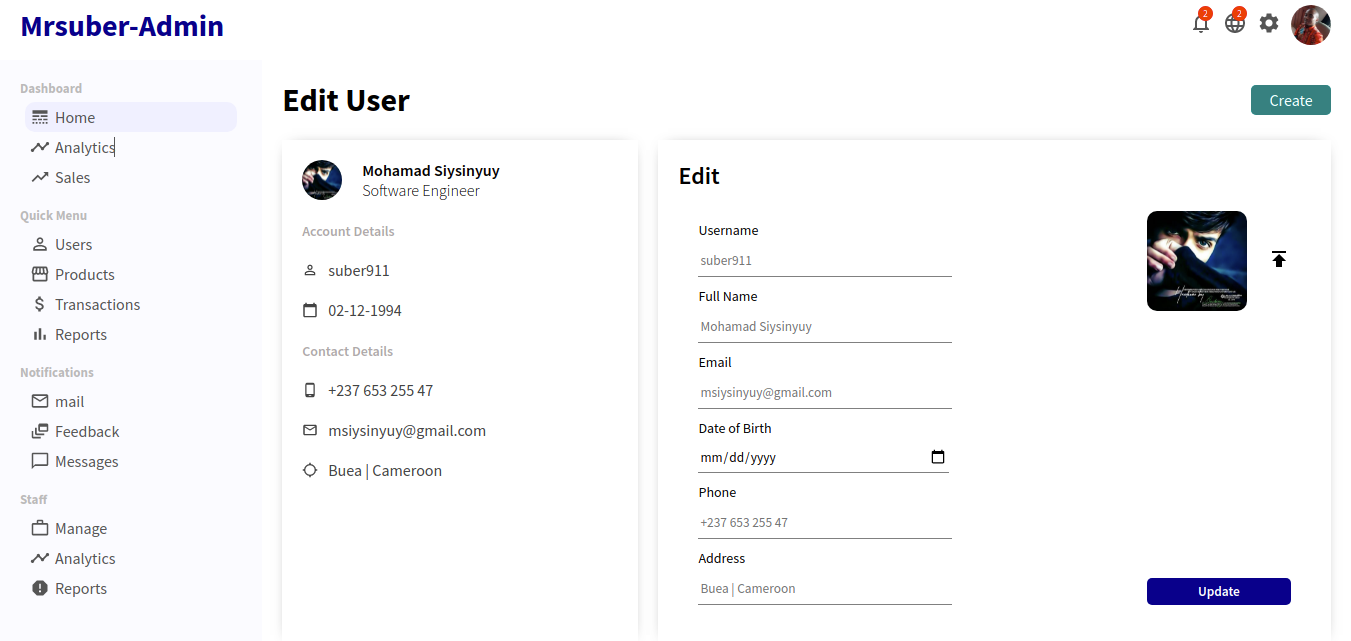 Mrsuber-Admin
2
2
Dashboard
Home
Analytics
Sales
Quick Menu
Users
Products
Transactions
Reports
Notifications
mail
Feedback
Messages
Staff
Manage
Analytics
Reports
Edit User
Create
Mohamad Siysinyuy
Software Engineer
Account Details
suber911
02-12-1994
Contact Details
+237 653 255 47
msiysinyuy@gmail.com
Buea | Cameroon
Edit
Username
suber911
Full Name
Mohamad Siysinyuy
Email
msiysinyuy@gmail.com
Date of Birth
mm/dd/yyyy
Phone
+237 653 255 47
Address
Buea | Cameroon
Update